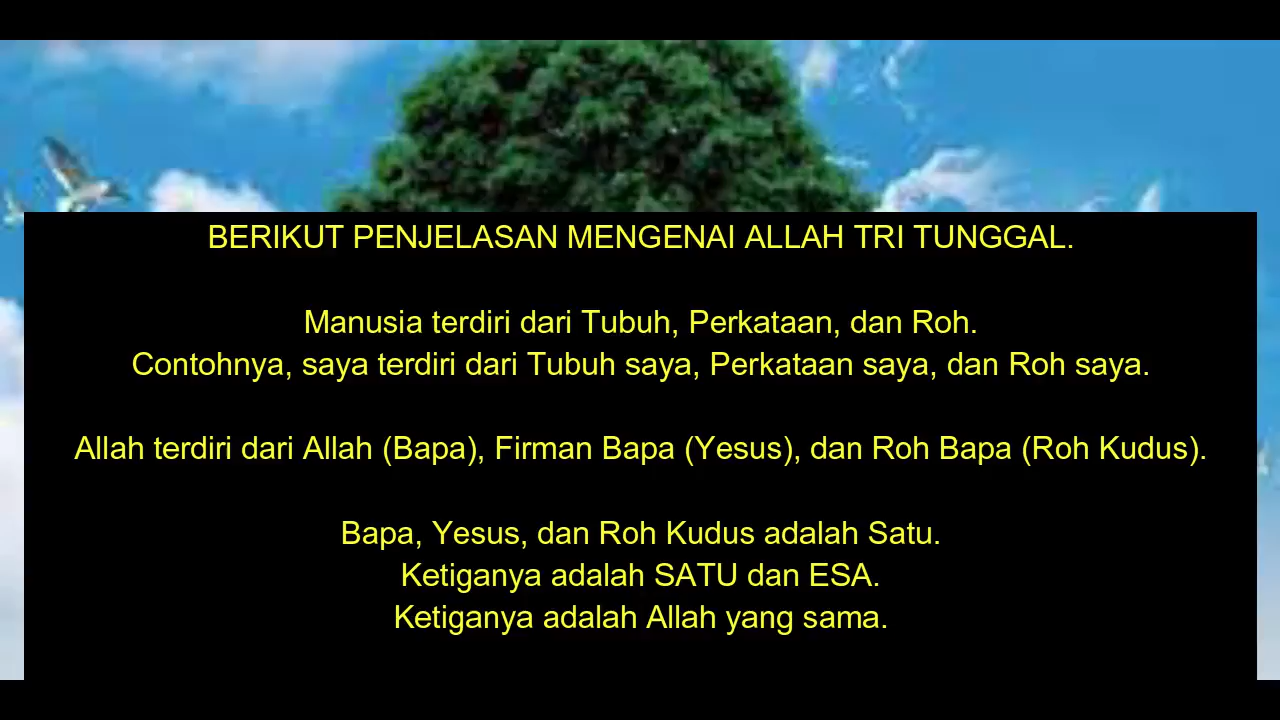 BERIKUT PENJELASAN MENGENAI ALLAH TRI TUNGGAL.
Manusia terdiri dari Tubuh, Perkataan, dan Roh.
Contohnya, saya terdiri dari Tubuh saya, Perkataan saya, dan Roh saya.
Allah terdiri dari Allah (Bapa), Firman Bapa (Yesus), dan Roh Bapa (Roh Kudus).
Bapa, Yesus, dan Roh Kudus adalah Satu.
Ketiganya adalah SATU dan ESA.
Ketiganya adalah Allah yang sama.